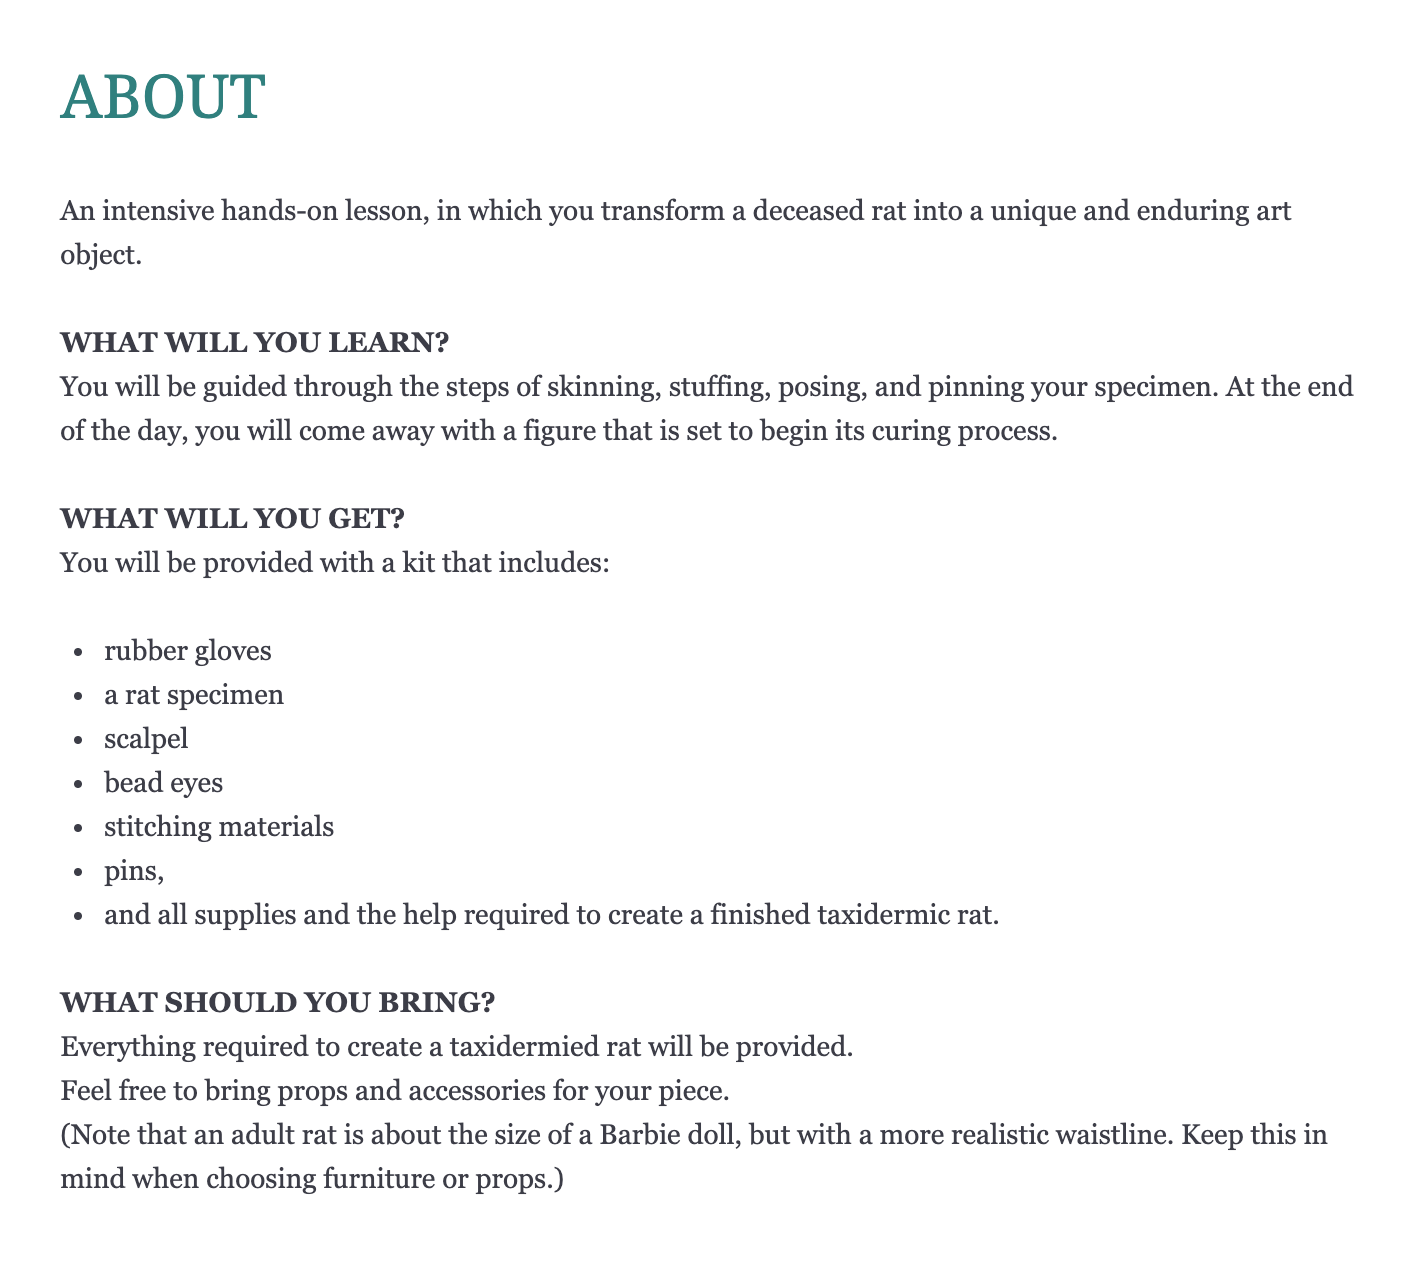 ABOUT
An intensive hands-on lesson, in which you transform a deceased rat into a unique and enduring art
object.
WHAT WILL YOU LEARN?
You will be guided through the steps of skinning, stuffing, posing, and pinning your specimen. At the end
of the day, you will come away with a figure that is set to begin its curing process.
WHAT WILL YOU GET?
You will be provided with a kit that includes:
• rubber gloves
• a rat specimen
• scalpel
• bead eyes
• stitching materials
• pins,
• and all supplies and the help required to create a finished taxidermic rat.
WHAT SHOULD YOU BRING?
Everything required to create a taxidermied rat will be provided.
Feel free to bring props and accessories for your piece.
(Note that an adult rat is about the size of a Barbie doll, but with a more realistic waistline. Keep this in
mind when choosing furniture or props.)